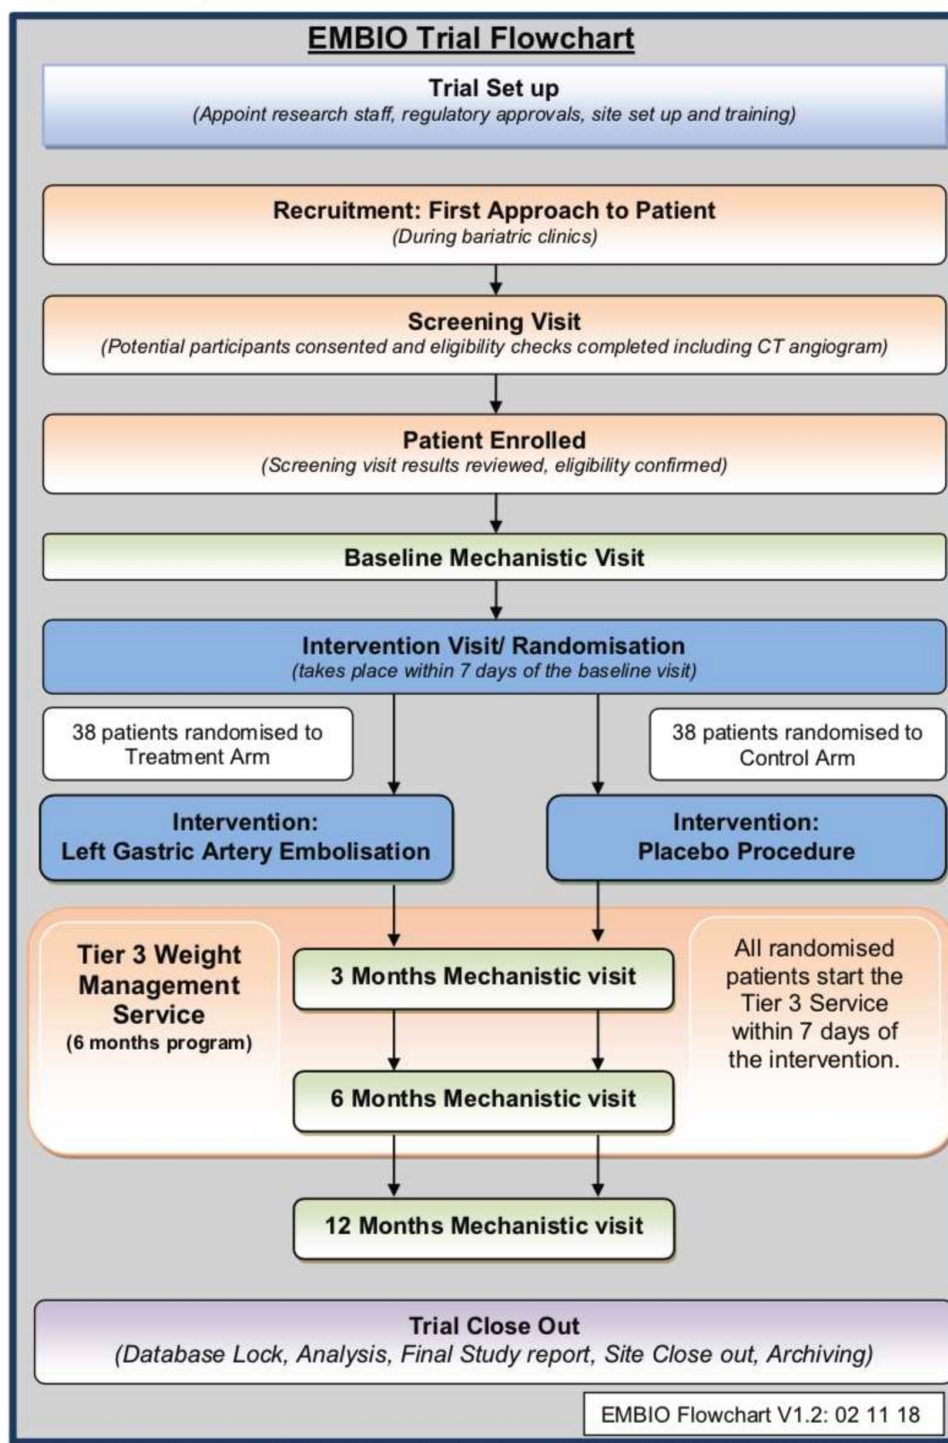 EMBIO Trial Flowchart
Trial Set up
(Appoint research staff, regulatory approvals, site set up and training)
Recruitment: First Approach to Patient
(During bariatric clinics)
Screening Visit
(Potential participants consented and eligibility checks completed including CT angiogram)
Patient Enrolled
(Screening visit results reviewed, eligibility confirmed)
Baseline Mechanistic Visit
Intervention Visit/ Randomisation
(takes place within 7 days of the baseline visit)
38 patients randomised to
Treatment Arm
38 patients randomised to
Control Arm
Intervention:
Left Gastric Artery Embolisation
Intervention:
Placebo Procedure
Tier 3 Weight
Management
Service
(6 months program)
3 Months Mechanistic visit
6 Months Mechanistic visit
All randomised
patients start the
Tier 3 Service
within 7 days of
the intervention.
12 Months Mechanistic visit
Trial Close Out
(Database Lock, Analysis, Final Study report, Site Close out, Archiving)
EMBIO Flowchart V1.2: 02 11 18